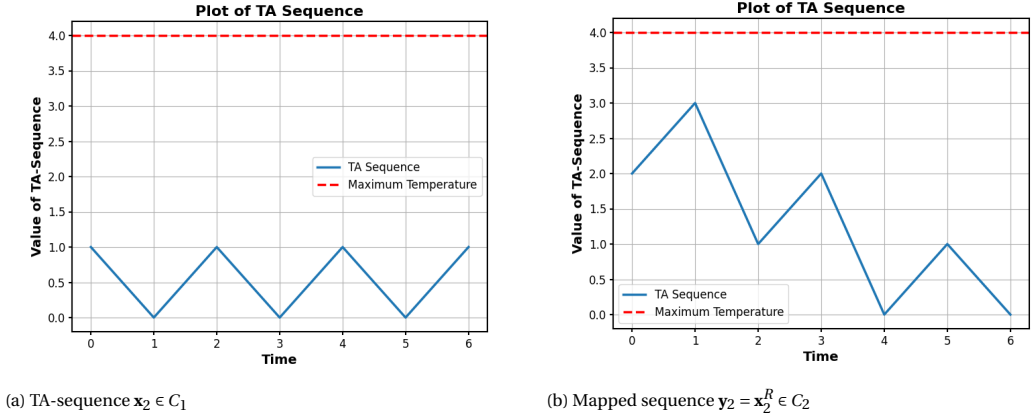 Plot of TA Sequence
4.0
3.5
3.0
2.5
2.0
1.5
1.0
0.5
0.0
Value of TA-Sequence
TA Sequence
Maximum Temperature
0 1 2 3 4 5 6
Time
(a) TA-sequence x₂ ∈ C₁
Plot of TA Sequence
4.0
3.5
3.0
2.5
2.0
1.5
1.0
0.5
0.0
Value of TA-Sequence
TA Sequence
Maximum Temperature
0 1 2 3 4 5 6
Time
(b) Mapped sequence y₂ = x₂ᴿ ∈ C₂